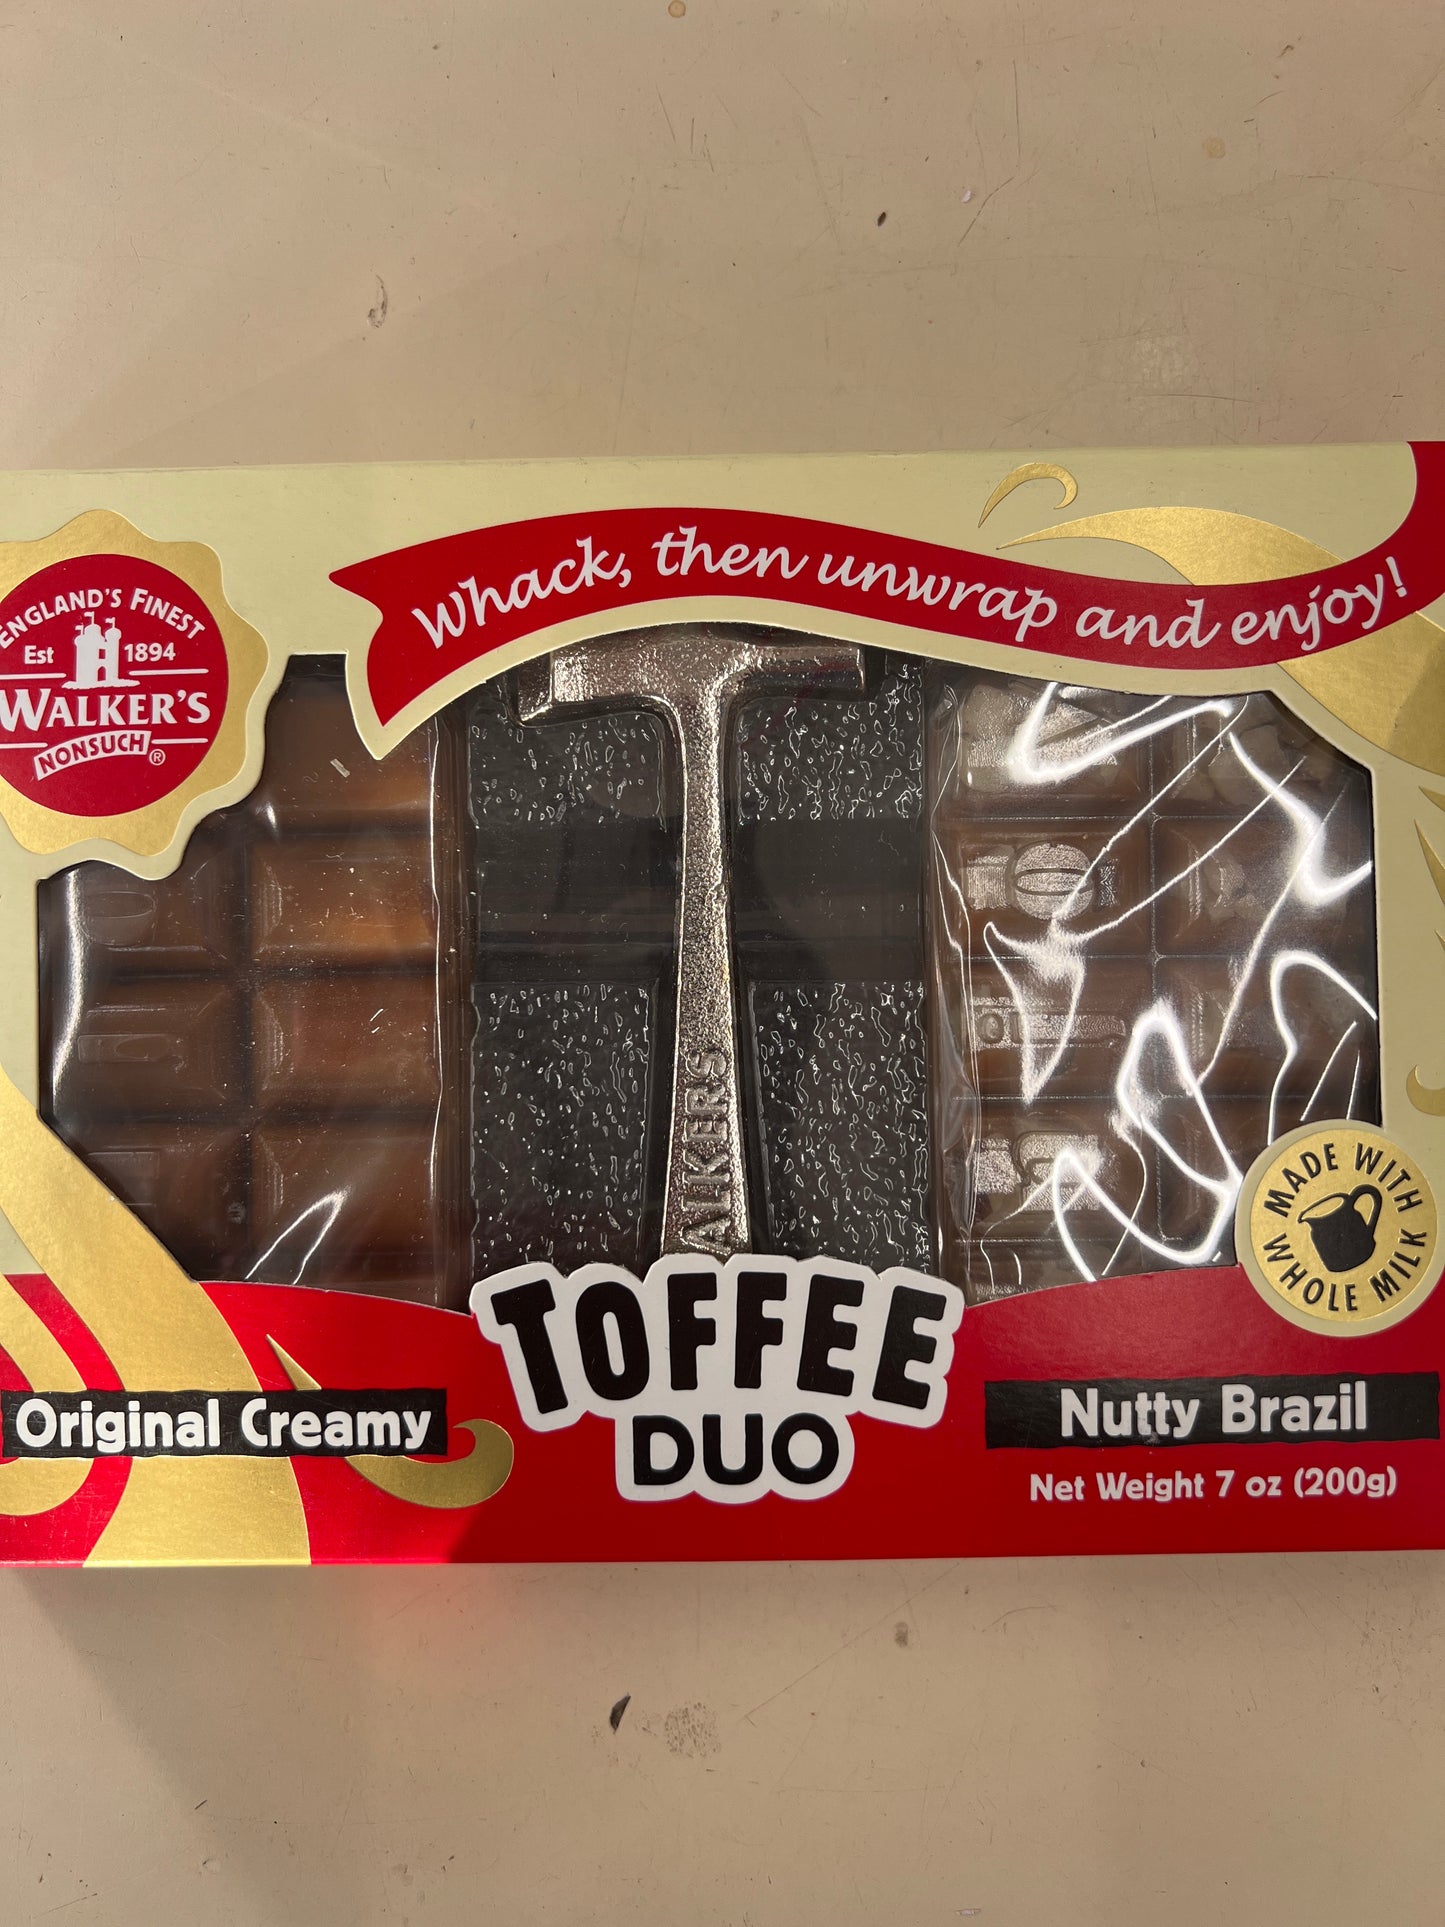 Whack, then unwrap and enjoy!
ENGLAND'S FINEST
Est 1894
WALKER'S
NONSUCH®
WALKERS
MADE WITH
WHOLE MILK
TOFFEE
DUO
Original Creamy
Nutty Brazil
Net Weight 7 oz (200g)